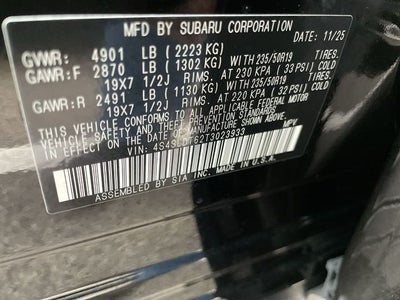 MFD BY SUBARU CORPORATION DATE: 11/25
GVWR: 4901 LB (2223 KG)
GAWR:F 2870 LB (1302 KG) WITH 235/50R19 TIRES.
19X7 1/2J RIMS. AT 230 KPA (33 PSI) COLD
GAWR:R 2491 LB (1130 KG) WITH 235/50R19 TIRES.
19X7 1/2J RIMS. AT 220 KPA (32 PSI) COLD
THIS VEHICLE CONFORMS TO ALL APPLICABLE FEDERAL MOTOR
VEHICLE SAFETY AND THEFT PREVENTION STANDARDS IN
EFFECT ON THE DATE OF MANUFACTURE SHOWN ABOVE.
VIN: MPV
ASSEMBLED BY SIA INC. MADE IN U.S.A.